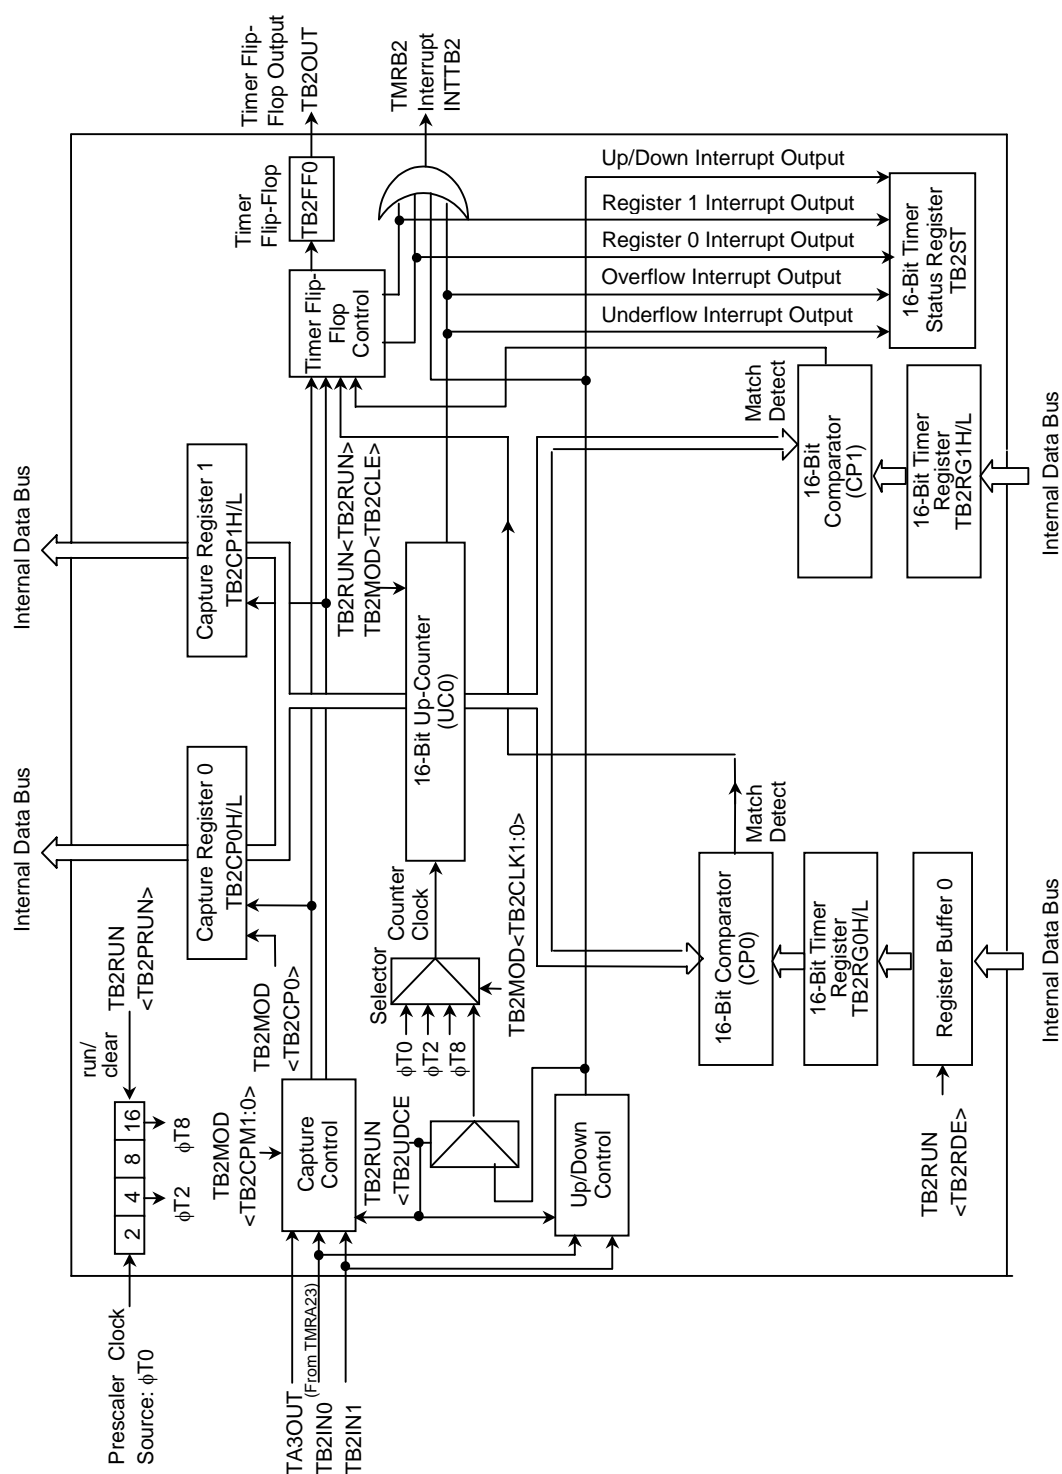 Prescaler Clock
Source: ϕT0
2
4
8
16
ϕT2
ϕT8
run/
clear
TB2RUN
<TB2PRUN>
Internal Data Bus
Internal Data Bus
TA3OUT
(From TMRA23)
TB2IN0
TB2IN1
TB2MOD
<TB2CPM1:0>
Capture
Control
TB2MOD
<TB2CP0>
Capture Register 0
TB2CP0H/L
Capture Register 1
TB2CP1H/L
TB2RUN
<TB2UDCE
Up/Down
Control
Selector
ϕT0
ϕT2
ϕT8
Counter
Clock
TB2MOD<TB2CLK1:0>
16-Bit Up-Counter
(UC0)
TB2RUN<TB2RUN>
TB2MOD<TB2CLE>
Timer Flip-
Flop
Control
Timer
Flip-Flop
TB2FF0
Timer Flip-
Flop Output
TB2OUT
TMRB2
Interrupt
INTTB2
Up/Down Interrupt Output
Register 1 Interrupt Output
Register 0 Interrupt Output
Overflow Interrupt Output
Underflow Interrupt Output
16-Bit Timer
Status Register
TB2ST
Match
Detect
16-Bit Comparator
(CP0)
16-Bit Timer
Register
TB2RG0H/L
Register Buffer 0
TB2RUN
<TB2RDE>
Internal Data Bus
Match
Detect
16-Bit
Comparator
(CP1)
16-Bit Timer
Register
TB2RG1H/L
Internal Data Bus